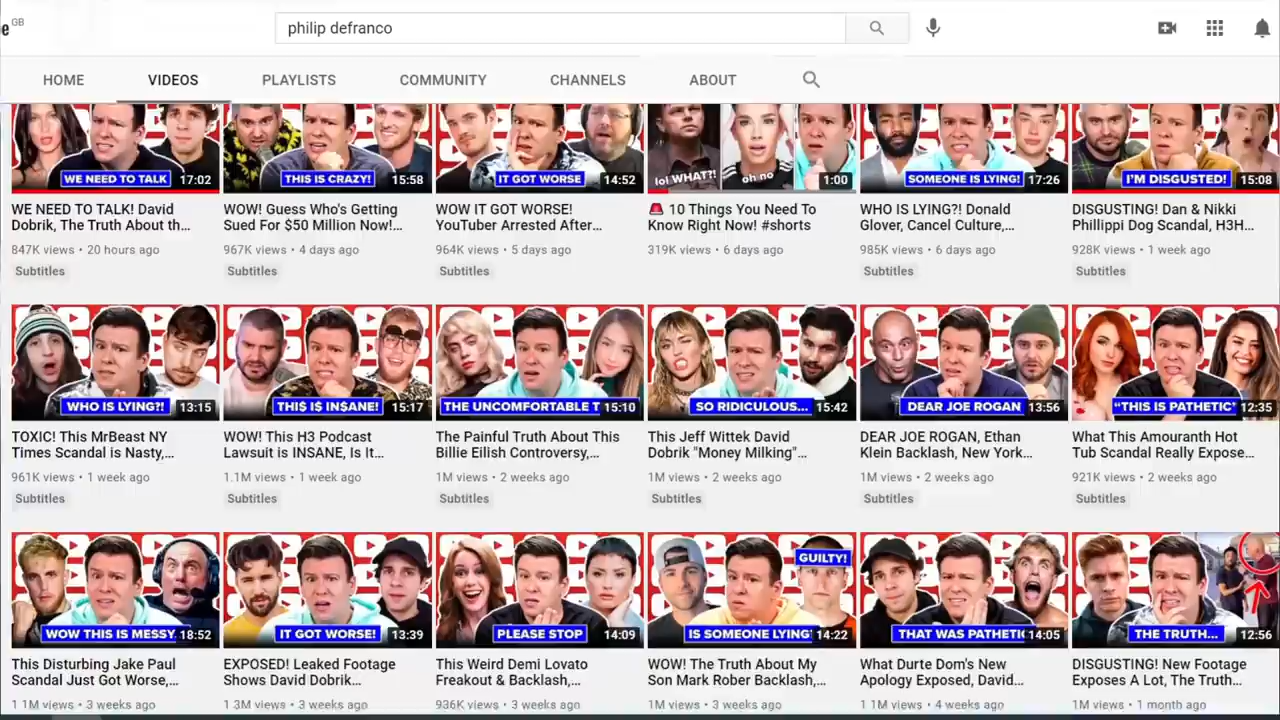 e GB
philip defranco
HOME VIDEOS PLAYLISTS COMMUNITY CHANNELS ABOUT
WE NEED TO TALK 17:02
THIS IS CRAZY! 15:58
IT GOT WORSE 14:52
lol WHAT?! oh no 1:00
SOMEONE IS LYING! 17:26
I'M DISGUSTED! 15:08
WE NEED TO TALK! David
Dobrik, The Truth About th...
847K views • 20 hours ago
Subtitles
WOW! Guess Who's Getting
Sued For $50 Million Now!...
967K views • 4 days ago
Subtitles
WOW IT GOT WORSE!
YouTuber Arrested After...
964K views • 5 days ago
Subtitles
🚨 10 Things You Need To
Know Right Now! #shorts
319K views • 6 days ago
WHO IS LYING?! Donald
Glover, Cancel Culture,...
985K views • 6 days ago
Subtitles
DISGUSTING! Dan & Nikki
Phillippi Dog Scandal, H3H...
928K views • 1 week ago
Subtitles
WHO IS LYING?! 13:15
THI$ I$ IN$ANE! 15:17
THE UNCOMFORTABLE T 15:10
SO RIDICULOUS... 15:42
DEAR JOE ROGAN 13:56
"THIS IS PATHETIC" 12:35
TOXIC! This MrBeast NY
Times Scandal is Nasty,...
961K views • 1 week ago
Subtitles
WOW! This H3 Podcast
Lawsuit is INSANE, Is It...
1.1M views • 1 week ago
Subtitles
The Painful Truth About This
Billie Eilish Controversy,...
1M views • 2 weeks ago
Subtitles
This Jeff Wittek David
Dobrik "Money Milking"...
1M views • 2 weeks ago
Subtitles
DEAR JOE ROGAN, Ethan
Klein Backlash, New York...
1M views • 2 weeks ago
Subtitles
What This Amouranth Hot
Tub Scandal Really Expose...
921K views • 2 weeks ago
Subtitles
WOW THIS IS MESSY 18:52
IT GOT WORSE! 13:39
PLEASE STOP 14:09
GUILTY!
IS SOMEONE LYING 14:22
THAT WAS PATHETIC 14:05
THE TRUTH... 12:56
This Disturbing Jake Paul
Scandal Just Got Worse,...
1.1M views • 3 weeks ago
EXPOSED! Leaked Footage
Shows David Dobrik...
1.3M views • 3 weeks ago
This Weird Demi Lovato
Freakout & Backlash,...
936K views • 3 weeks ago
WOW! The Truth About My
Son Mark Rober Backlash,...
1M views • 3 weeks ago
What Durte Dom's New
Apology Exposed, David...
1.1M views • 4 weeks ago
DISGUSTING! New Footage
Exposes A Lot, The Truth...
1M views • 1 month ago